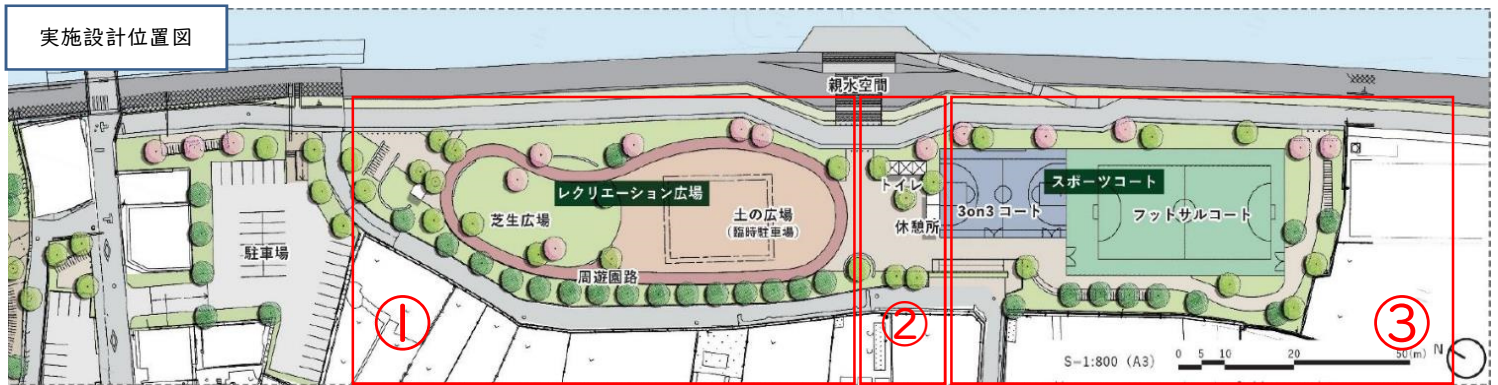 実施設計位置図
親水空間
レクリエーション広場
芝生広場
土の広場
(臨時駐車場)
周遊園路
駐車場
トイレ
休憩所
3on3 コート
スポーツコート
フットサルコート
①
②
③
S=1:800 (A3)
0 5 10 20 50(m)
N